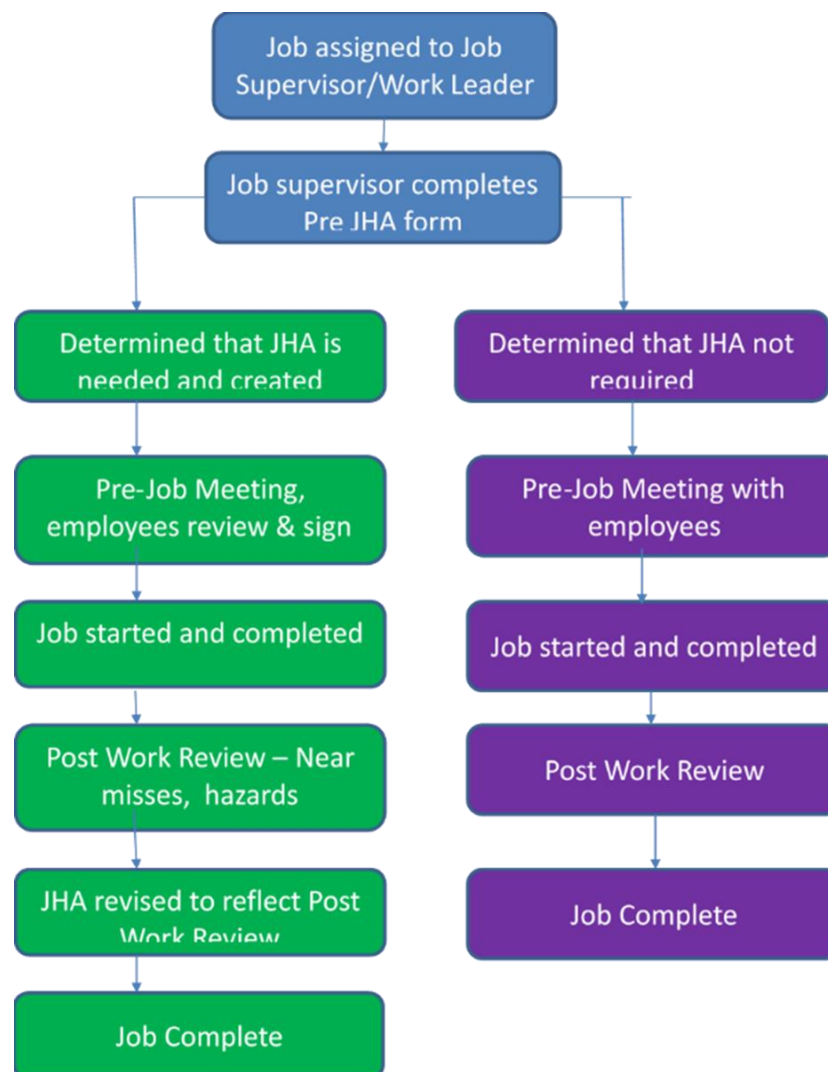 Job assigned to Job
Supervisor/Work Leader
Job supervisor completes
Pre JHA form
Determined that JHA is
needed and created
Pre-Job Meeting,
employees review & sign
Job started and completed
Post Work Review – Near
misses, hazards
JHA revised to reflect Post
Work Review
Job Complete
Determined that JHA not
required
Pre-Job Meeting with
employees
Job started and completed
Post Work Review
Job Complete